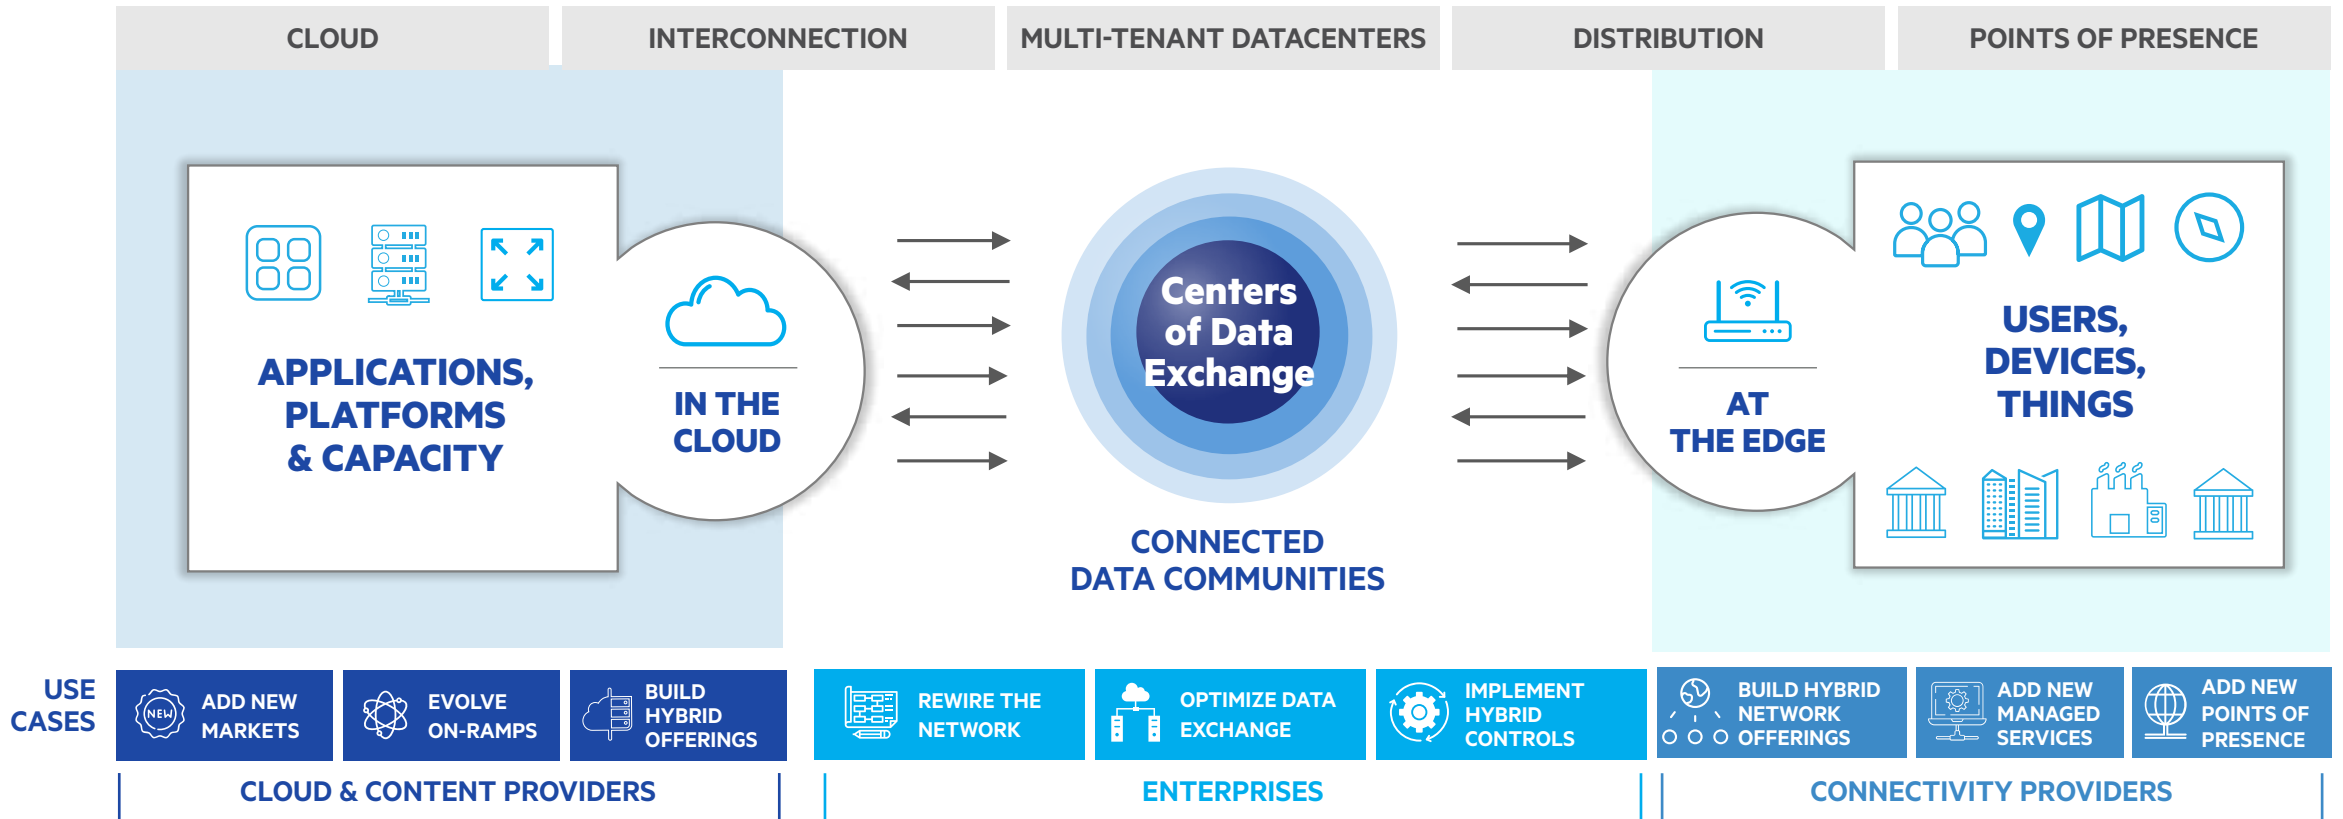 CLOUD
INTERCONNECTION
MULTI-TENANT DATACENTERS
DISTRIBUTION
POINTS OF PRESENCE
APPLICATIONS,
PLATFORMS
& CAPACITY
IN THE
CLOUD
Centers
of Data
Exchange
CONNECTED
DATA COMMUNITIES
AT
THE EDGE
USERS,
DEVICES,
THINGS
USE
CASES
NEW
ADD NEW
MARKETS
EVOLVE
ON-RAMPS
BUILD
HYBRID
OFFERINGS
REWIRE THE
NETWORK
OPTIMIZE DATA
EXCHANGE
IMPLEMENT
HYBRID
CONTROLS
BUILD HYBRID
NETWORK
OFFERINGS
ADD NEW
MANAGED
SERVICES
ADD NEW
POINTS OF
PRESENCE
CLOUD & CONTENT PROVIDERS
ENTERPRISES
CONNECTIVITY PROVIDERS